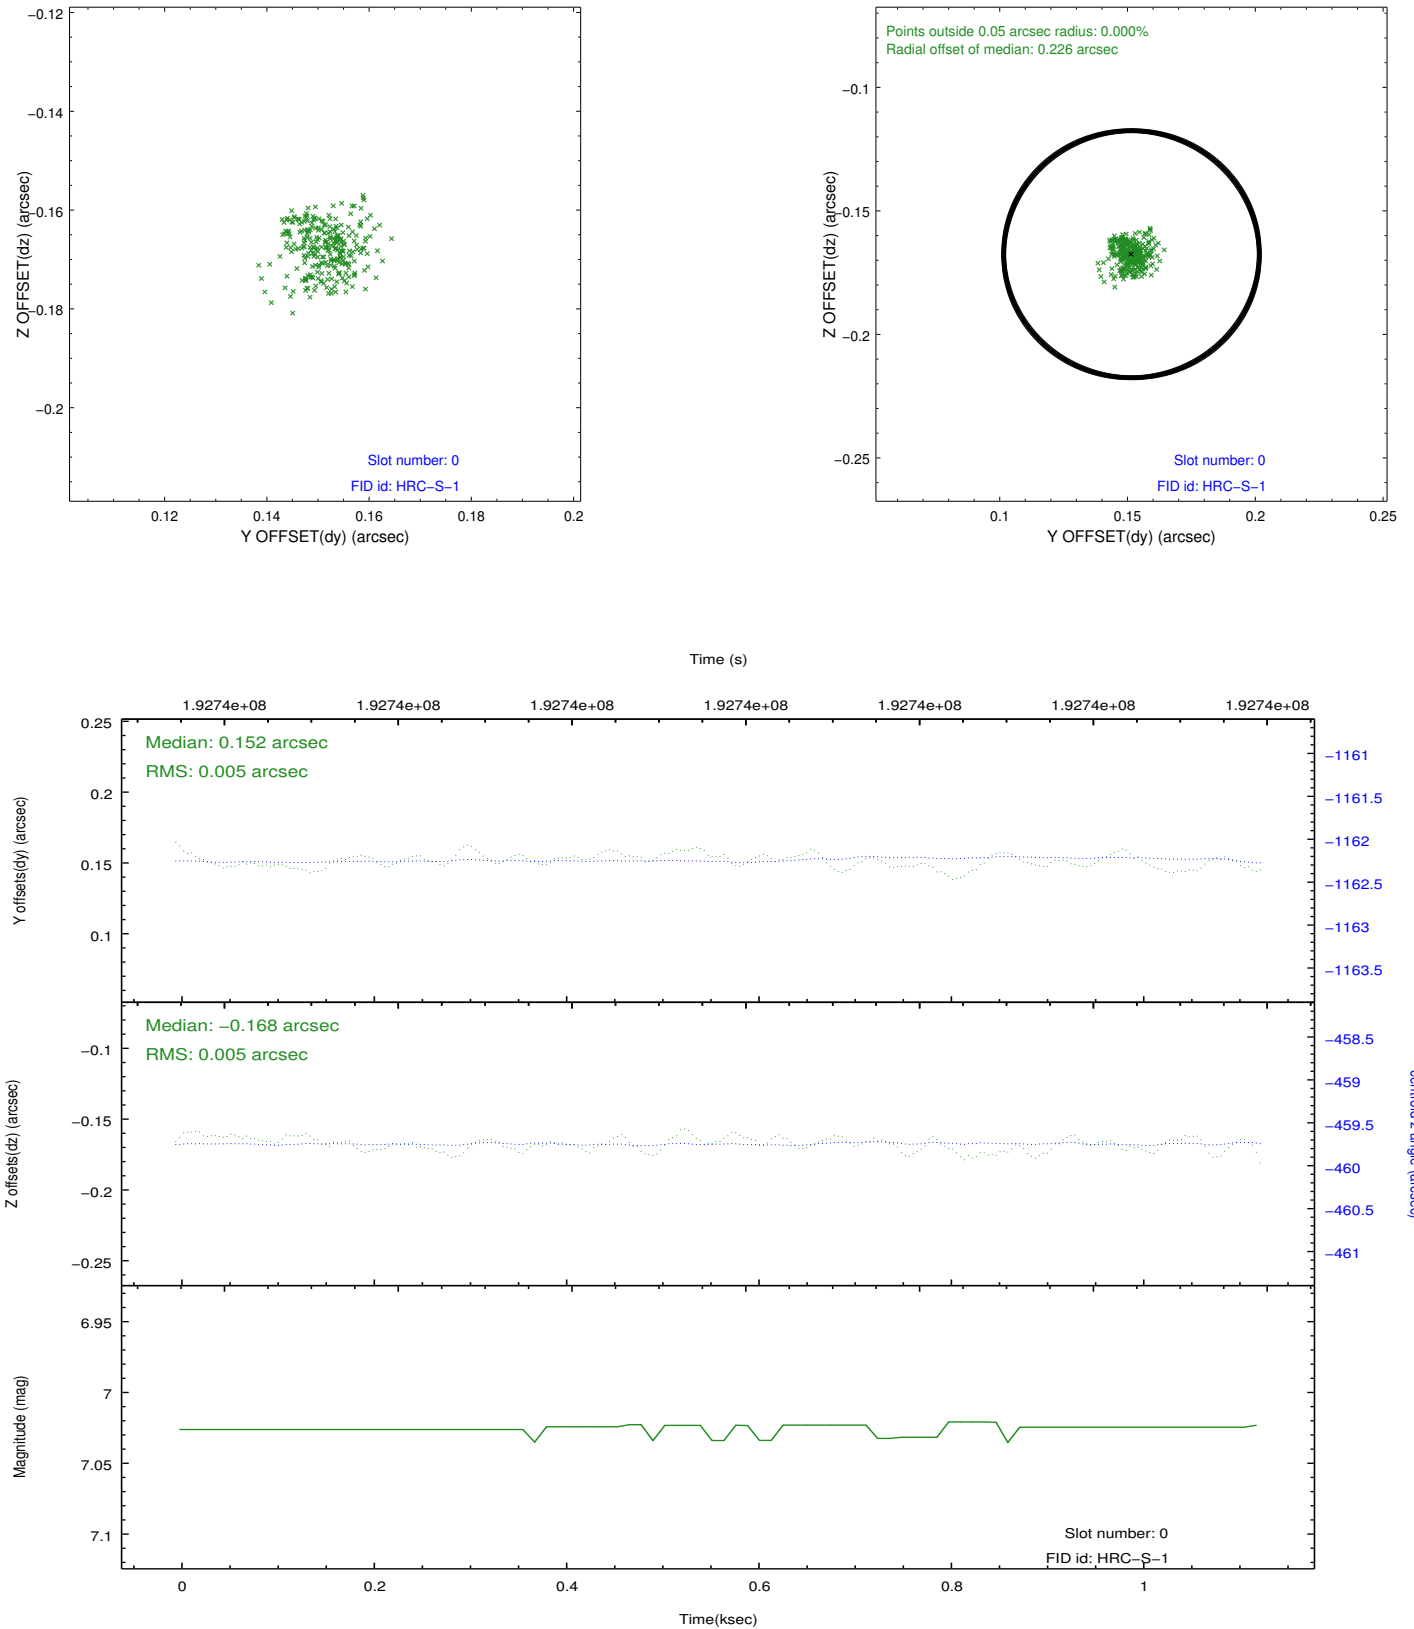 −0.12
−0.14
−0.16
−0.18
−0.2
Z OFFSET(dz) (arcsec)
Slot number: 0
FID id: HRC−S−1
0.12 0.14 0.16 0.18 0.2
Y OFFSET(dy) (arcsec)
Points outside 0.05 arcsec radius: 0.000%
Radial offset of median: 0.226 arcsec
−0.1
−0.15
−0.2
−0.25
Z OFFSET(dz) (arcsec)
Slot number: 0
FID id: HRC−S−1
0.1 0.15 0.2 0.25
Y OFFSET(dy) (arcsec)
Time (s)
1.9274e+08 1.9274e+08 1.9274e+08 1.9274e+08 1.9274e+08 1.9274e+08 1.9274e+08
Median: 0.152 arcsec
RMS: 0.005 arcsec
0.25
0.2
0.15
0.1
Y offsets(dy) (arcsec)
−1161
−1161.5
−1162
−1162.5
−1163
−1163.5
Median: −0.168 arcsec
RMS: 0.005 arcsec
−0.1
−0.15
−0.2
−0.25
Z offsets(dz) (arcsec)
−458.5
−459
−459.5
−460
−460.5
−461
centroid z angle (arcsec)
6.95
7
7.05
7.1
Magnitude (mag)
Slot number: 0
FID id: HRC−S−1
0 0.2 0.4 0.6 0.8 1
Time(ksec)